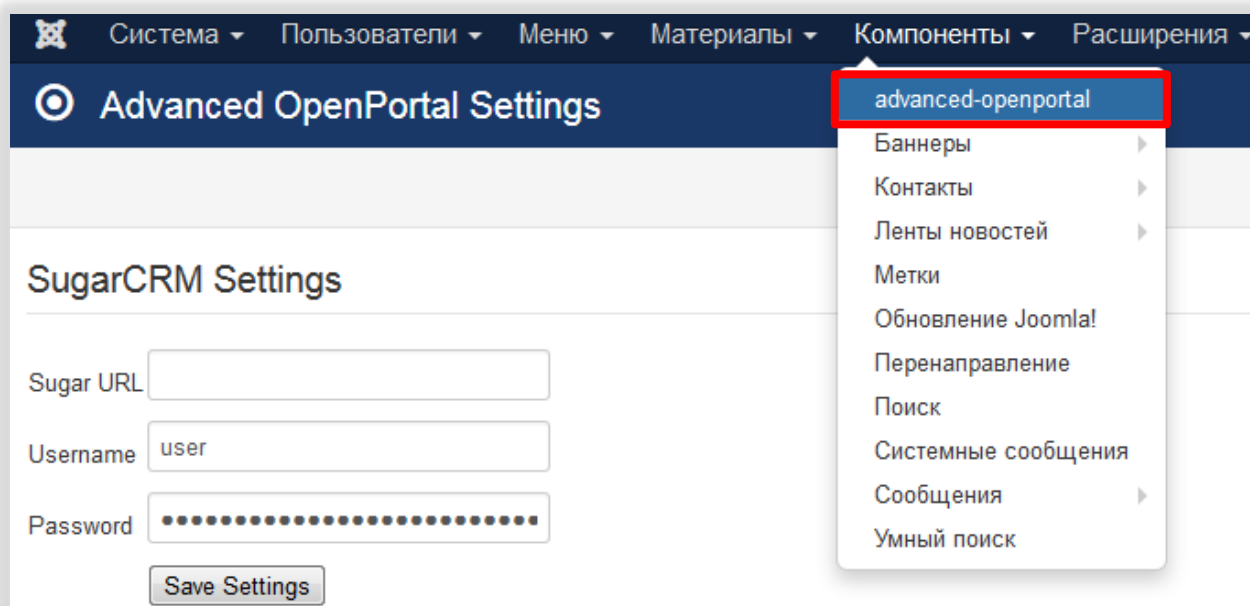 Система Пользователи Меню Материалы Компоненты Расширения
Advanced OpenPortal Settings
advanced-openportal
Баннеры
Контакты
Ленты новостей
Метки
Обновление Joomla!
Перенаправление
Поиск
Системные сообщения
Сообщения
Умный поиск
SugarCRM Settings
Sugar URL
Username user
Password
Save Settings